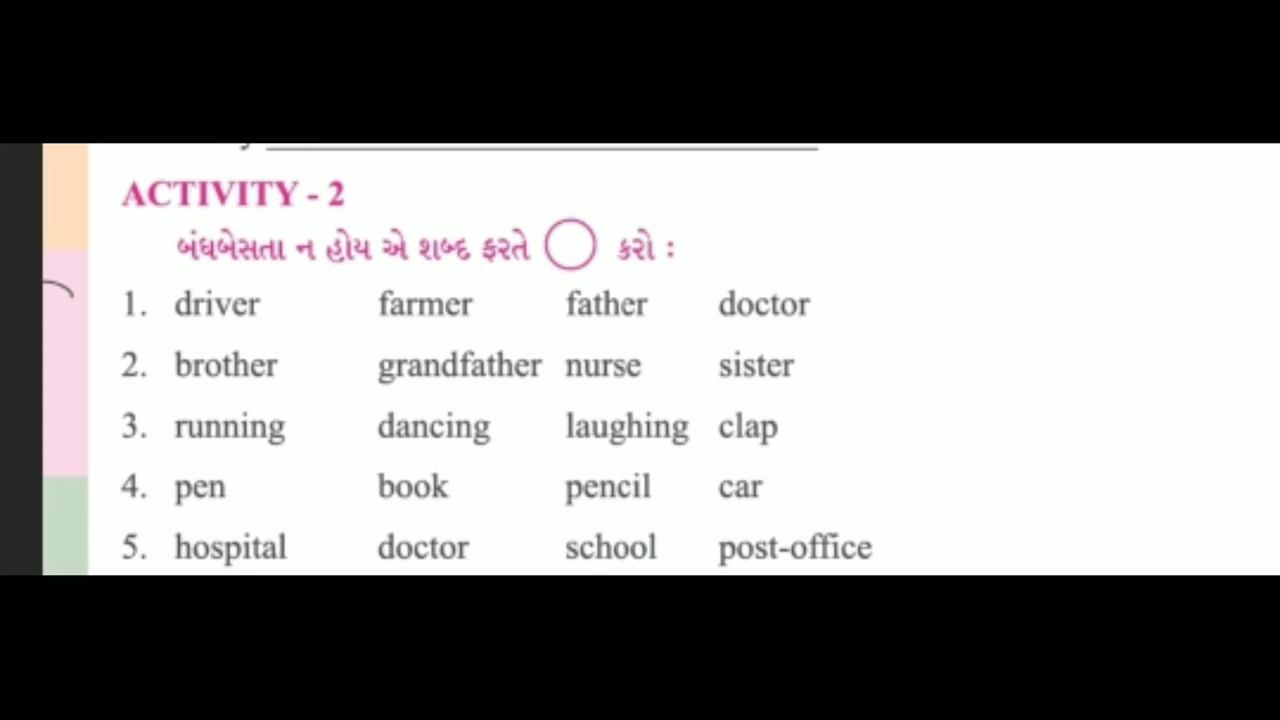 ACTIVITY - 2
બંધબેસતા ન હોય એ શબ્દ ફરતે ◯ કરો :
1. driver farmer father doctor
2. brother grandfather nurse sister
3. running dancing laughing clap
4. pen book pencil car
5. hospital doctor school post-office